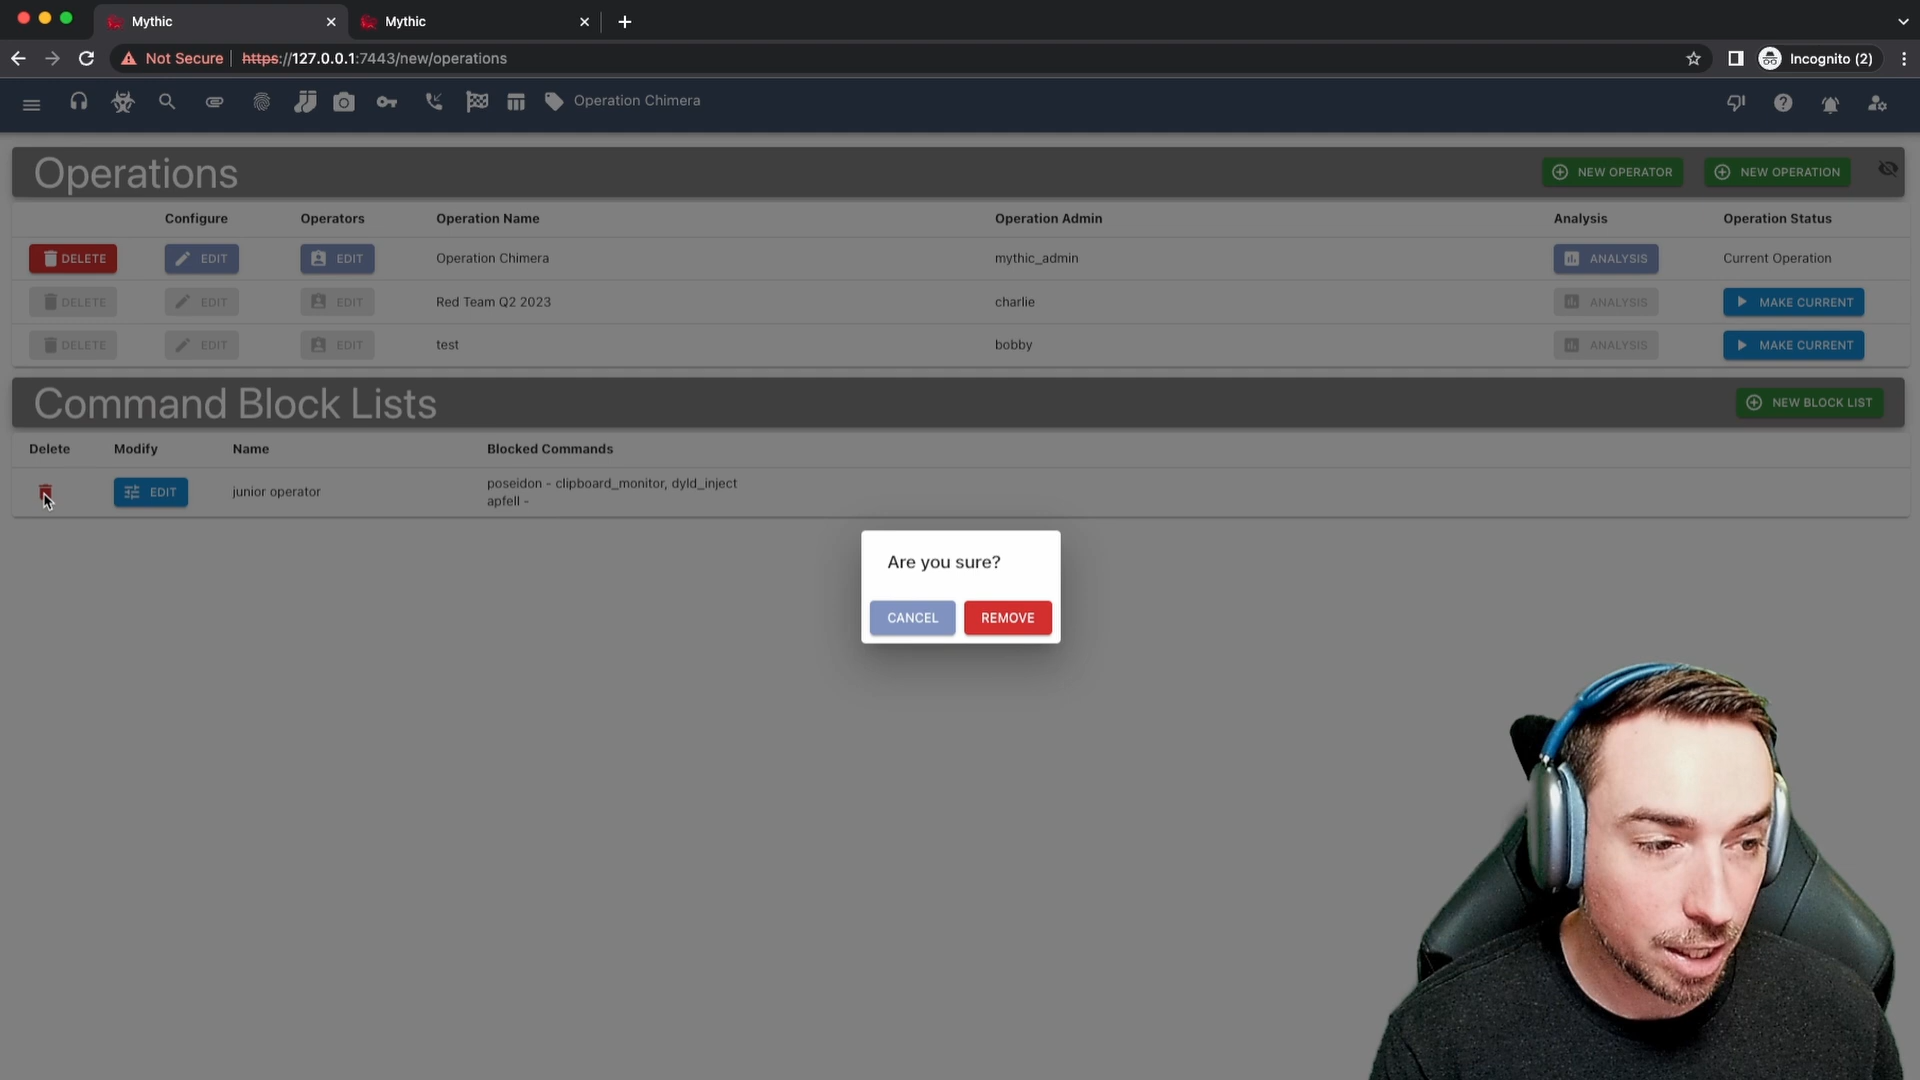 Mythic
Mythic
Not Secure https://127.0.0.1:7443/new/operations Incognito (2)
Operation Chimera
Operations NEW OPERATOR NEW OPERATION
Configure Operators Operation Name Operation Admin Analysis Operation Status
DELETE EDIT EDIT Operation Chimera mythic_admin ANALYSIS Current Operation
DELETE EDIT EDIT Red Team Q2 2023 charlie ANALYSIS MAKE CURRENT
DELETE EDIT EDIT test bobby ANALYSIS MAKE CURRENT
Command Block Lists NEW BLOCK LIST
Delete Modify Name Blocked Commands
EDIT junior operator poseidon - clipboard_monitor, dyld_inject
apfell -
Are you sure?
CANCEL REMOVE